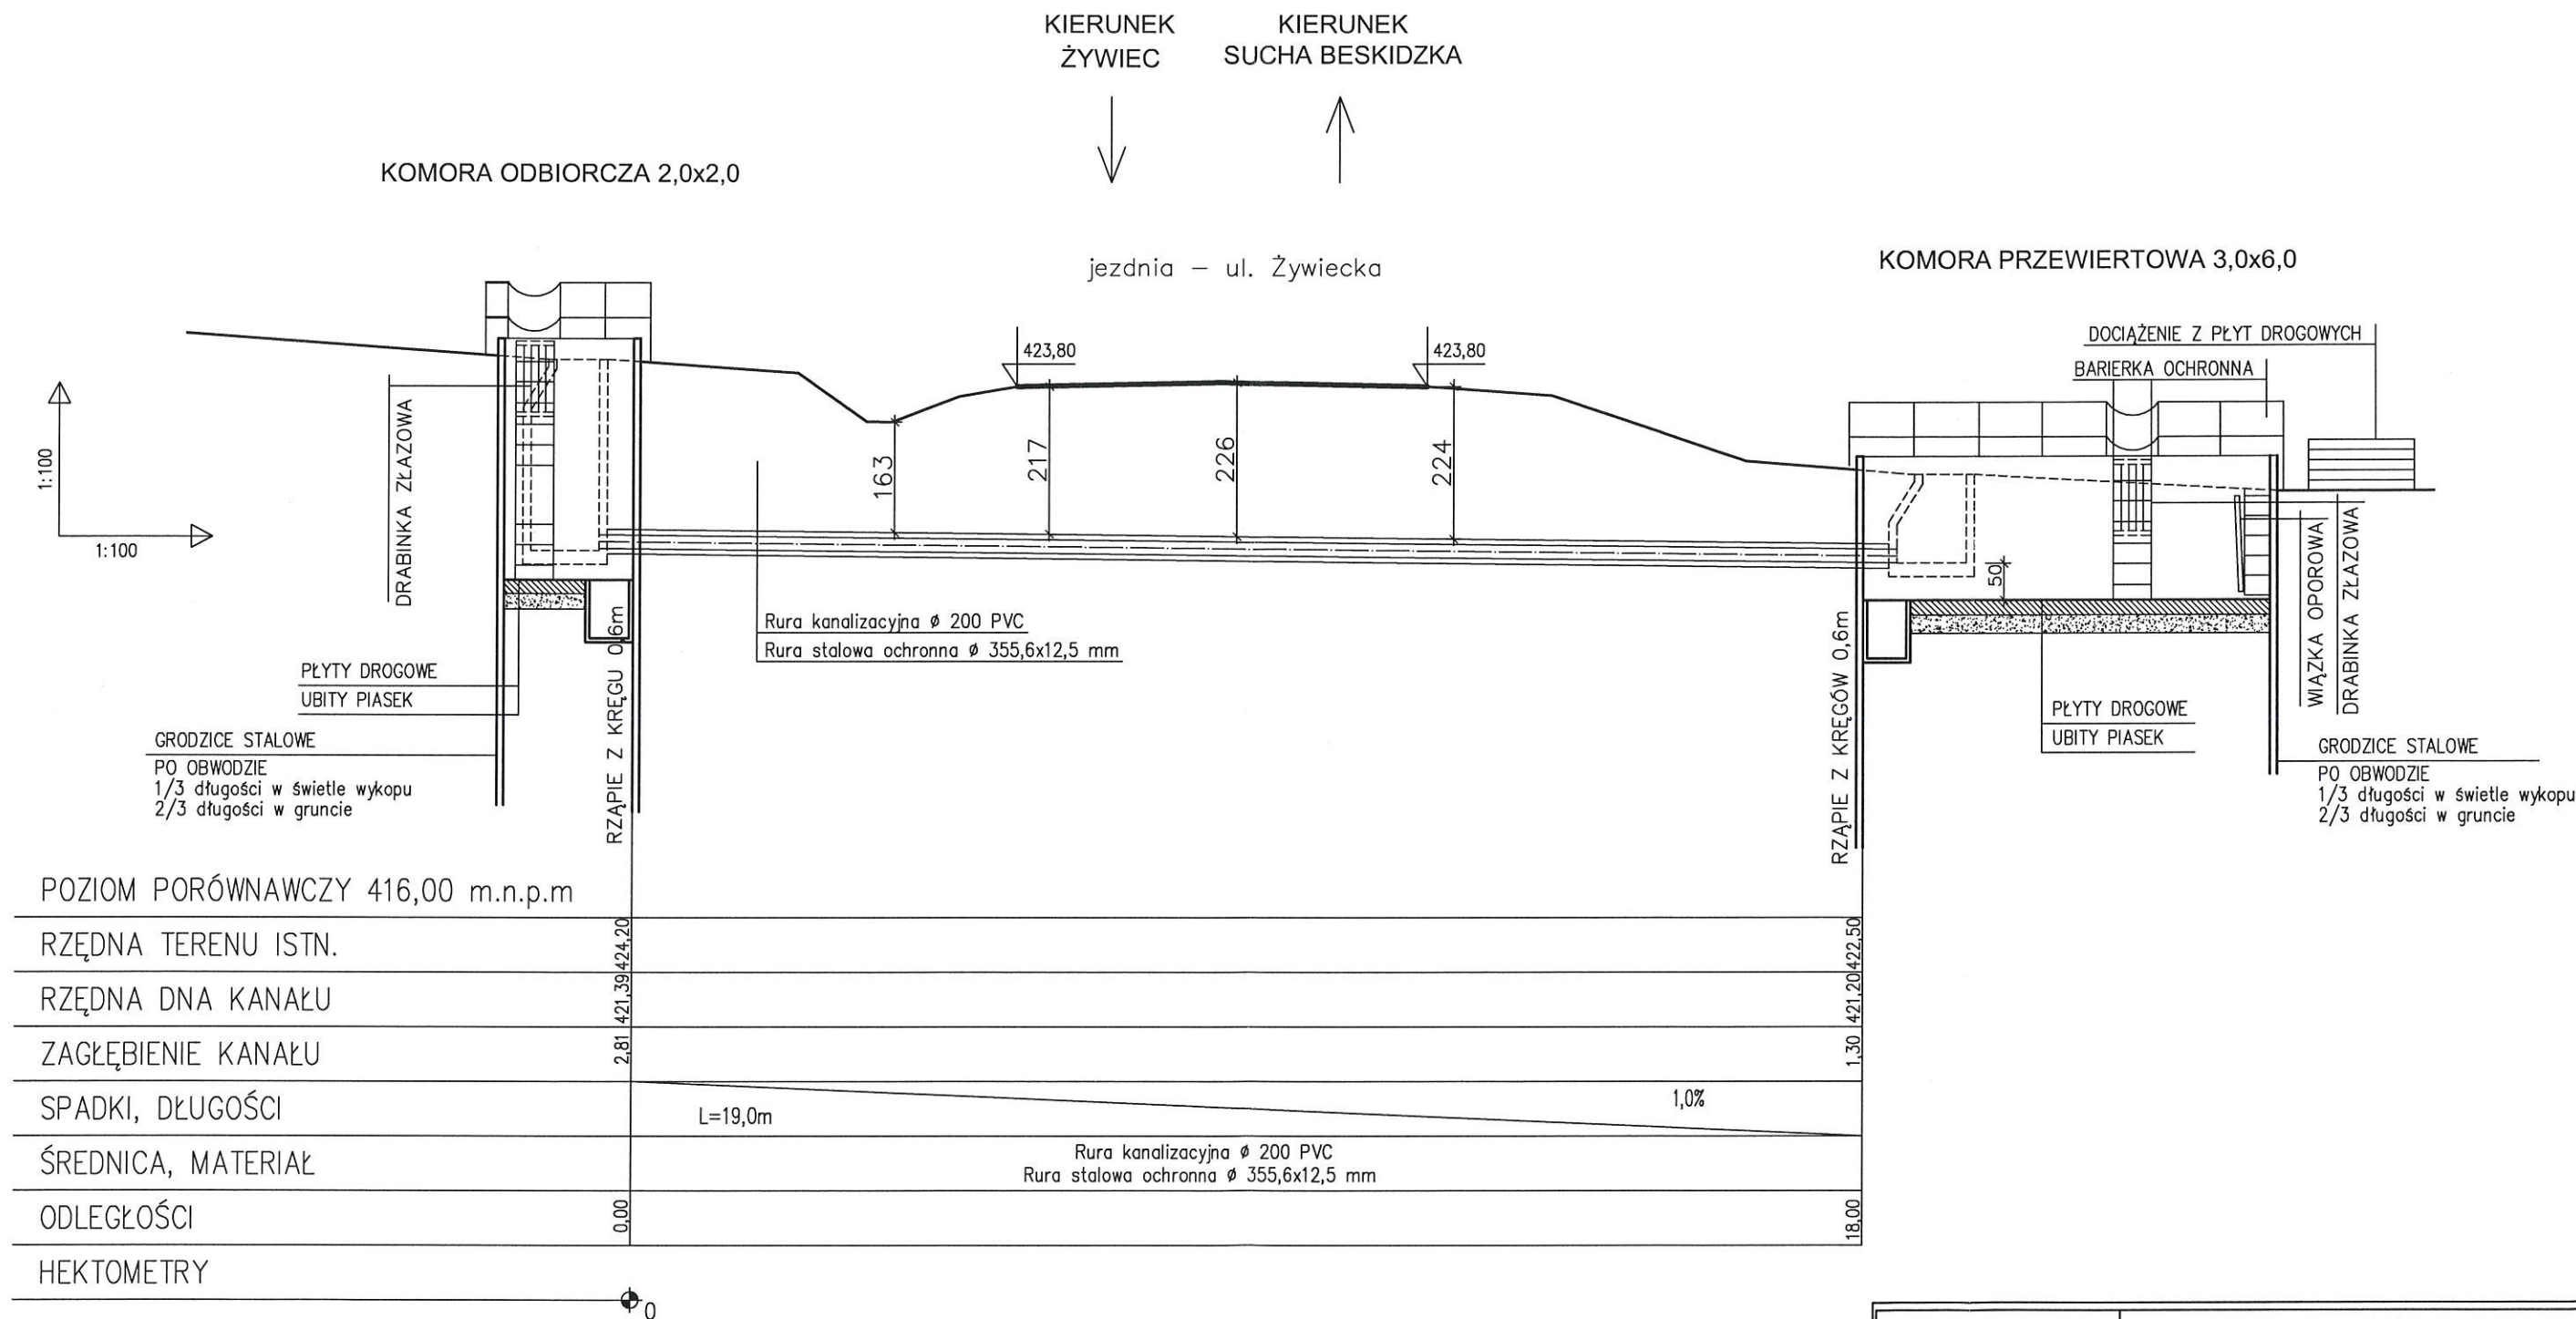 KIERUNEK
ŻYWIEC
KIERUNEK
SUCHA BESKIDZKA
KOMORA ODBIORCZA 2,0x2,0
jezdnia – ul. Żywiecka
KOMORA PRZEWIERTOWA 3,0x6,0
DOCIĄŻENIE Z PŁYT DROGOWYCH
BARIERKA OCHRONNA
423,80
423,80
1:100
1:100
DRABINKA ZŁAZOWA
163
217
226
224
50
WIĄZKA OPOROWA
DRABINKA ZŁAZOWA
Rura kanalizacyjna ø 200 PVC
Rura stalowa ochronna ø 355,6x12,5 mm
PŁYTY DROGOWE
UBITY PIASEK
RZĄPIE Z KRĘGU 0,6m
RZĄPIE Z KRĘGÓW 0,6m
PŁYTY DROGOWE
UBITY PIASEK
GRODZICE STALOWE
PO OBWODZIE
1/3 długości w świetle wykopu
2/3 długości w gruncie
GRODZICE STALOWE
PO OBWODZIE
1/3 długości w świetle wykopu
2/3 długości w gruncie
POZIOM PORÓWNAWCZY 416,00 m.n.p.m
RZĘDNA TERENU ISTN. 424,20 422,50
RZĘDNA DNA KANAŁU 421,39 421,20
ZAGŁĘBIENIE KANAŁU 2,81 1,30
SPADKI, DŁUGOŚCI L=19,0m 1,0%
ŚREDNICA, MATERIAŁ
Rura kanalizacyjna ø 200 PVC
Rura stalowa ochronna ø 355,6x12,5 mm
ODLEGŁOŚCI 0,00 18,00
HEKTOMETRY
0